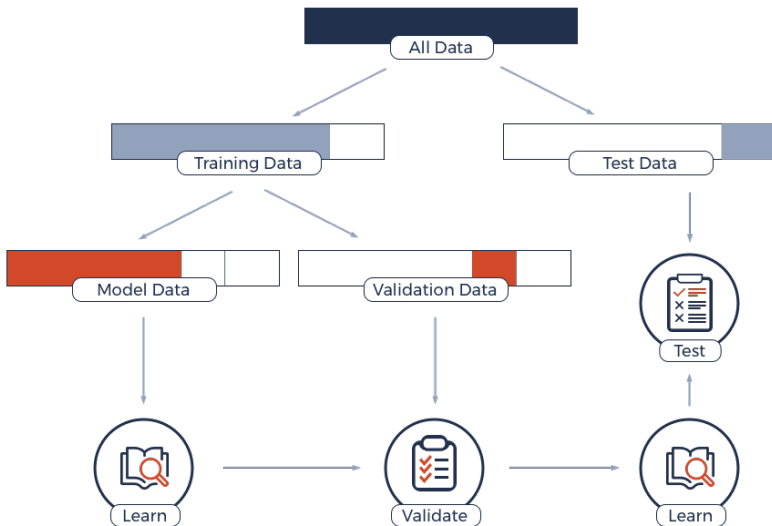 All Data
Training Data
Test Data
Model Data
Validation Data
Test
Learn
Validate
Learn